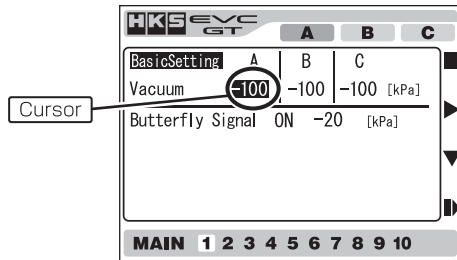 HKS EVC
GT
A B C
BasicSetting A B C
Vacuum -100 -100 -100 [kPa]
Cursor
Butterfly Signal ON -20 [kPa]
MAIN 1 2 3 4 5 6 7 8 9 10